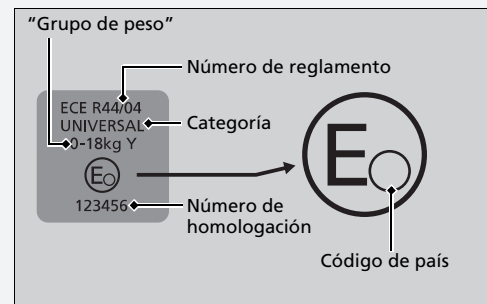 “Grupo de peso”
Número de reglamento
ECE R44/04
UNIVERSAL
Categoría
0-18kg Y
E
E
123456
Número de
homologación
Código de país